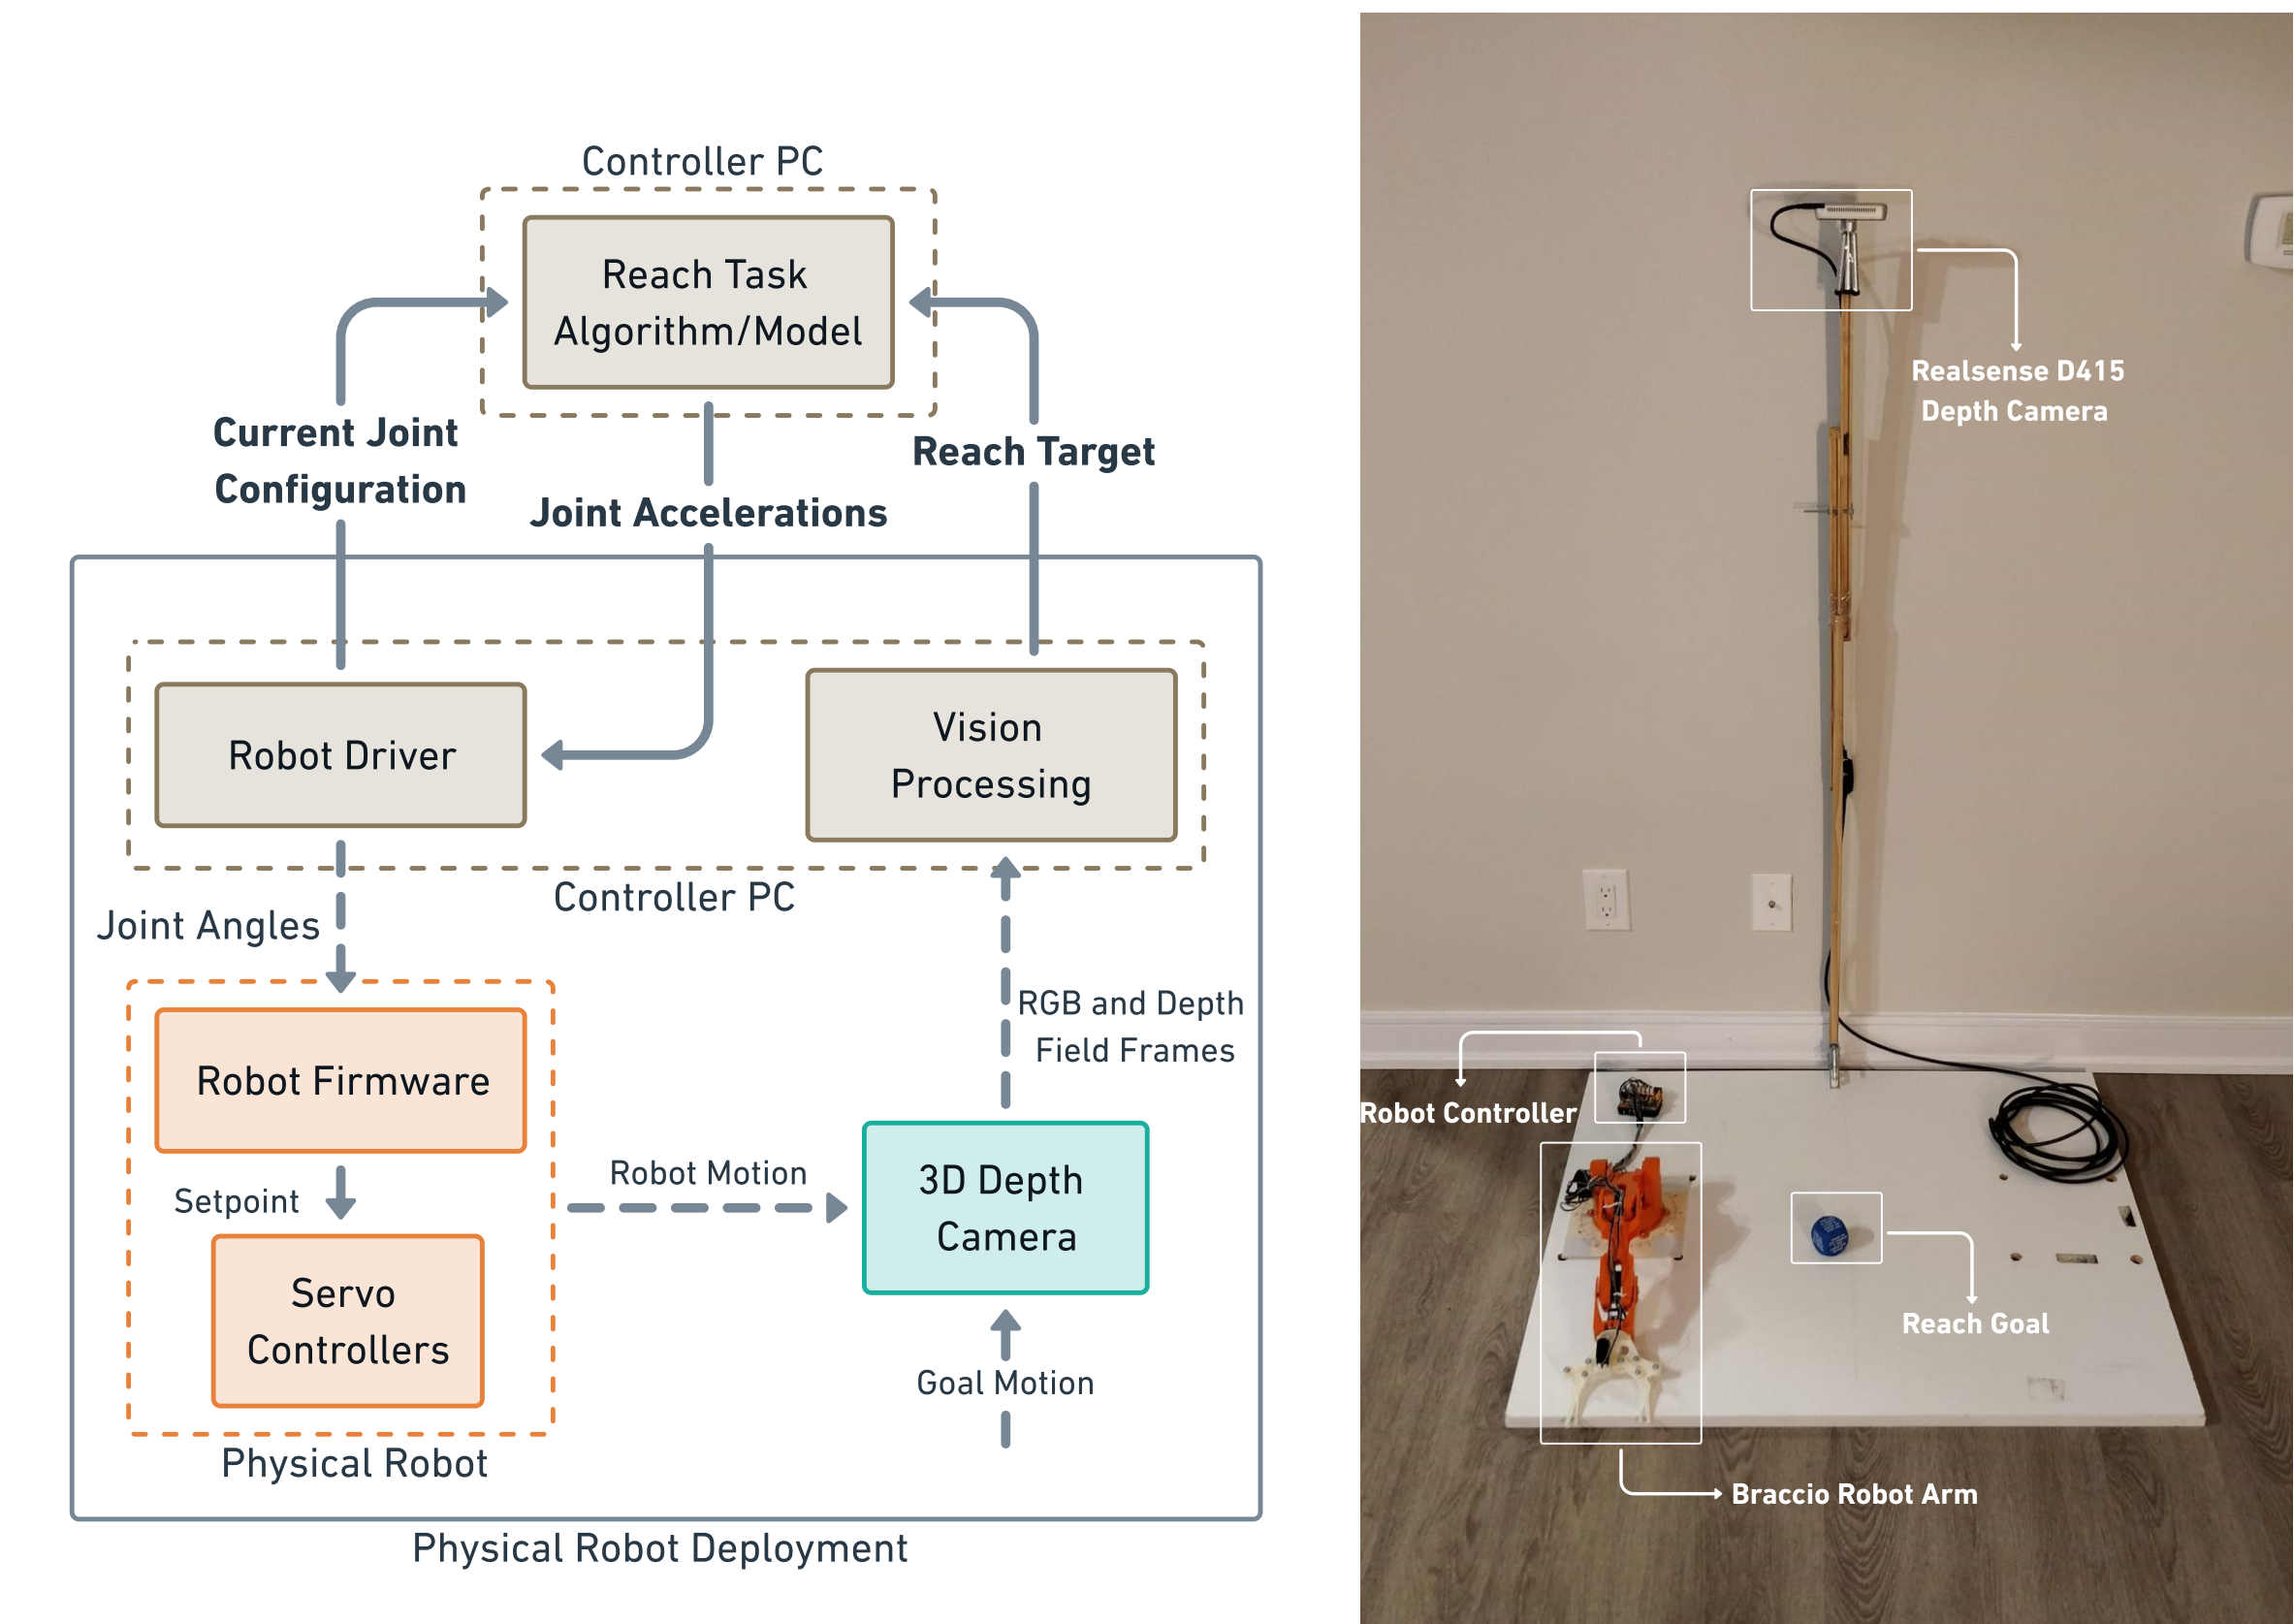 Controller PC
Reach Task
Algorithm/Model
Current Joint
Configuration
Joint Accelerations
Reach Target
Robot Driver
Vision
Processing
Controller PC
Joint Angles
RGB and Depth
Field Frames
Robot Firmware
Setpoint
Robot Motion
3D Depth
Camera
Servo
Controllers
Goal Motion
Physical Robot
Physical Robot Deployment
Realsense D415
Depth Camera
Robot Controller
Reach Goal
Braccio Robot Arm